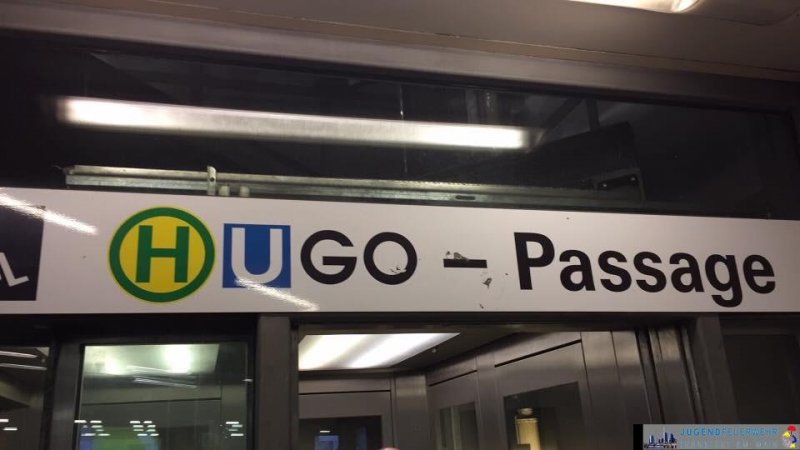 HUGO – Passage
L
JUGENDFEUERWEHR